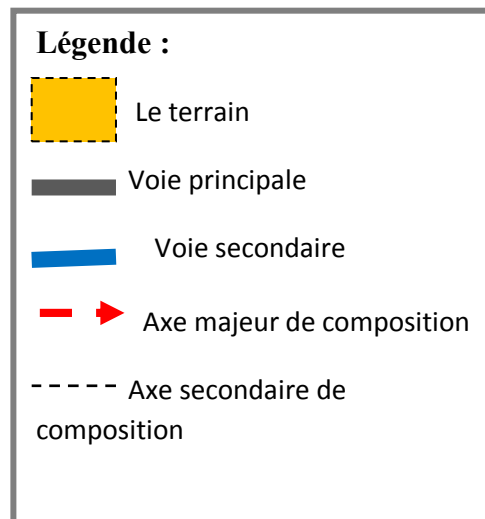 Légende :
Le terrain
Voie principale
Voie secondaire
Axe majeur de composition
Axe secondaire de
composition